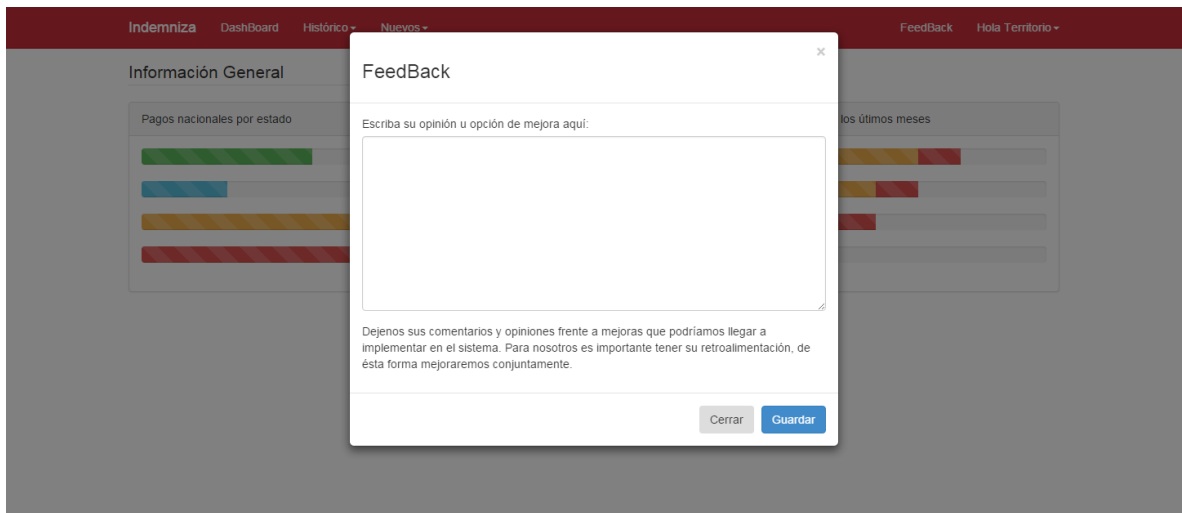 Indemniza DashBoard Histórico Nuevos FeedBack Hola Territorio
Información General
Pagos nacionales por estado
los útimos meses
×
FeedBack
Escriba su opinión u opción de mejora aquí:
Dejenos sus comentarios y opiniones frente a mejoras que podríamos llegar a
implementar en el sistema. Para nosotros es importante tener su retroalimentación, de
ésta forma mejoraremos conjuntamente.
Cerrar Guardar